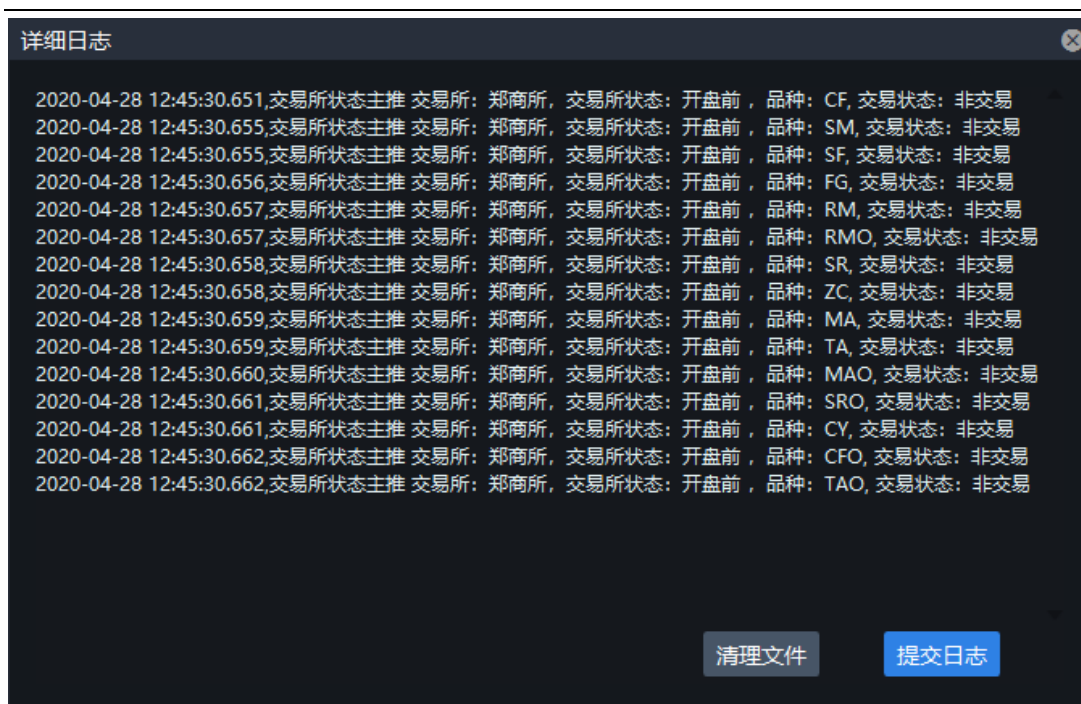 详细日志
2020-04-28 12:45:30.651,交易所状态主推 交易所：郑商所，交易所状态：开盘前 ，品种：CF, 交易状态：非交易
2020-04-28 12:45:30.655,交易所状态主推 交易所：郑商所，交易所状态：开盘前 ，品种：SM, 交易状态：非交易
2020-04-28 12:45:30.655,交易所状态主推 交易所：郑商所，交易所状态：开盘前 ，品种：SF, 交易状态：非交易
2020-04-28 12:45:30.656,交易所状态主推 交易所：郑商所，交易所状态：开盘前 ，品种：FG, 交易状态：非交易
2020-04-28 12:45:30.657,交易所状态主推 交易所：郑商所，交易所状态：开盘前 ，品种：RM, 交易状态：非交易
2020-04-28 12:45:30.657,交易所状态主推 交易所：郑商所，交易所状态：开盘前 ，品种：RMO, 交易状态：非交易
2020-04-28 12:45:30.658,交易所状态主推 交易所：郑商所，交易所状态：开盘前 ，品种：SR, 交易状态：非交易
2020-04-28 12:45:30.658,交易所状态主推 交易所：郑商所，交易所状态：开盘前 ，品种：ZC, 交易状态：非交易
2020-04-28 12:45:30.659,交易所状态主推 交易所：郑商所，交易所状态：开盘前 ，品种：MA, 交易状态：非交易
2020-04-28 12:45:30.659,交易所状态主推 交易所：郑商所，交易所状态：开盘前 ，品种：TA, 交易状态：非交易
2020-04-28 12:45:30.660,交易所状态主推 交易所：郑商所，交易所状态：开盘前 ，品种：MAO, 交易状态：非交易
2020-04-28 12:45:30.661,交易所状态主推 交易所：郑商所，交易所状态：开盘前 ，品种：SRO, 交易状态：非交易
2020-04-28 12:45:30.661,交易所状态主推 交易所：郑商所，交易所状态：开盘前 ，品种：CY, 交易状态：非交易
2020-04-28 12:45:30.662,交易所状态主推 交易所：郑商所，交易所状态：开盘前 ，品种：CFO, 交易状态：非交易
2020-04-28 12:45:30.662,交易所状态主推 交易所：郑商所，交易所状态：开盘前 ，品种：TAO, 交易状态：非交易
清理文件
提交日志